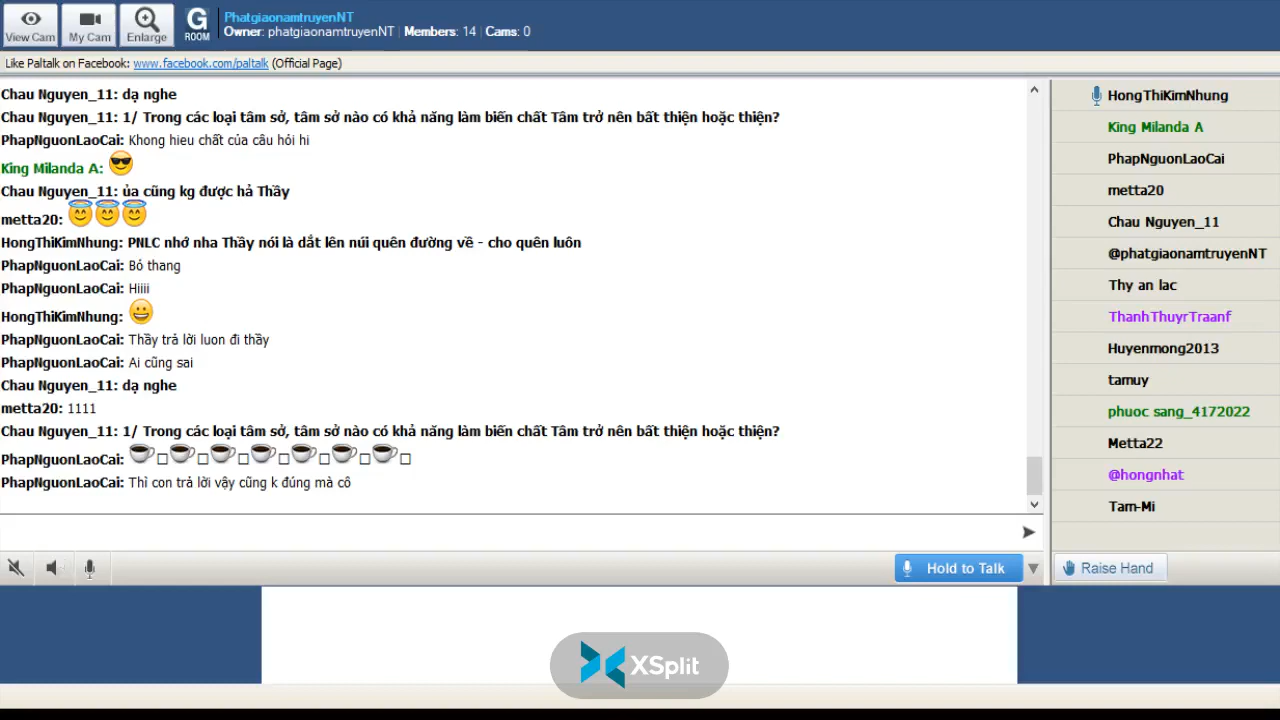 View Cam
My Cam
Enlarge
G
ROOM
PhatgiaonamtruyenNT
Owner: phatgiaonamtruyenNT | Members: 14 | Cams: 0
Like Paltalk on Facebook: www.facebook.com/paltalk (Official Page)
Chau Nguyen_11: dạ nghe
Chau Nguyen_11: 1/ Trong các loại tâm sở, tâm sở nào có khả năng làm biến chất Tâm trở nên bất thiện hoặc thiện?
PhapNguonLaoCai: Khong hieu chất của câu hỏi hi
King Milanda A:
Chau Nguyen_11: ủa cũng kg được hả Thầy
metta20:
HongThiKimNhung: PNLC nhớ nha Thầy nói là dắt lên núi quên đường về - cho quên luôn
PhapNguonLaoCai: Bó thang
PhapNguonLaoCai: Hiiii
HongThiKimNhung:
PhapNguonLaoCai: Thầy trả lời luon đi thầy
PhapNguonLaoCai: Ai cũng sai
Chau Nguyen_11: dạ nghe
metta20: 1111
Chau Nguyen_11: 1/ Trong các loại tâm sở, tâm sở nào có khả năng làm biến chất Tâm trở nên bất thiện hoặc thiện?
PhapNguonLaoCai:
PhapNguonLaoCai: Thì con trả lời vậy cũng k đúng mà cô
HongThiKimNhung
King Milanda A
PhapNguonLaoCai
metta20
Chau Nguyen_11
@phatgiaonamtruyenNT
Thy an lac
ThanhThuyrTraanf
Huyenmong2013
tamuy
phuoc sang_4172022
Metta22
@hongnhat
Tam-Mi
Hold to Talk
Raise Hand
XSplit